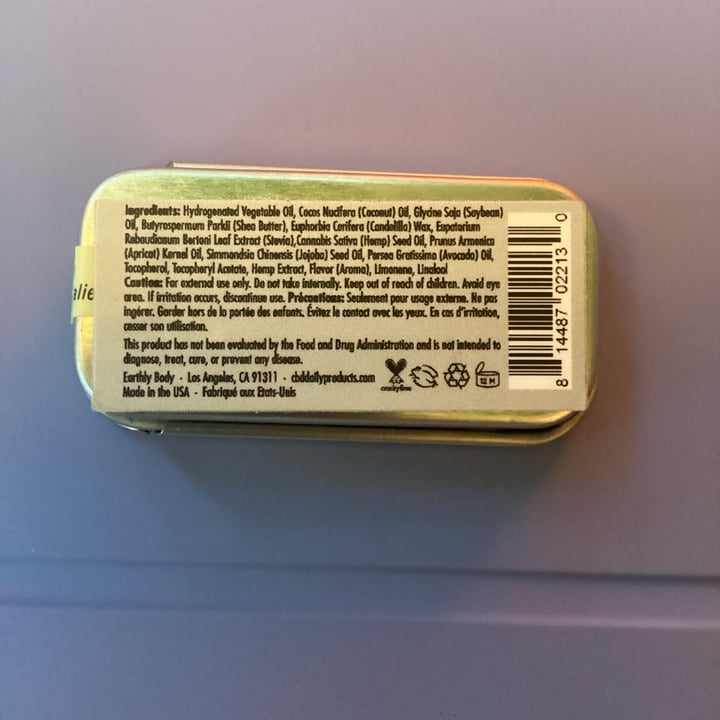 Ingredients: Hydrogenated Vegetable Oil, Cocos Nucifera (Coconut) Oil, Glycine Soja (Soybean)
Oil, Butyrospermum Parkii (Shea Butter), Euphorbia Cerifera (Candelilla) Wax, Eupatorium
Rebaudianum Bertoni Leaf Extract (Stevia),Cannabis Sativa (Hemp) Seed Oil, Prunus Armenica
(Apricot) Kernel Oil, Simmondsia Chinensis (Jojoba) Seed Oil, Persea Gratissima (Avocado) Oil,
Tocopherol, Tocopheryl Acetate, Hemp Extract, Flavor (Aroma), Limonene, Linalool
Caution: For external use only. Do not take internally. Keep out of reach of children. Avoid eye
area. If irritation occurs, discontinue use. Précautions: Seulement pour usage externe. Ne pas
ingérer. Garder hors de la portée des enfants. Évitez le contact avec les yeux. En cas d'irritation,
cesser son utilisation.
This product has not been evaluated by the Food and Drug Administration and is not intended to
diagnose, treat, cure, or prevent any disease.
Earthly Body · Los Angeles, CA 91311 · cbddailyproducts.com
Made in the USA · Fabriqué aux Etats-Unis
crueltyfree
12 M
8 14487 02213 0
alie